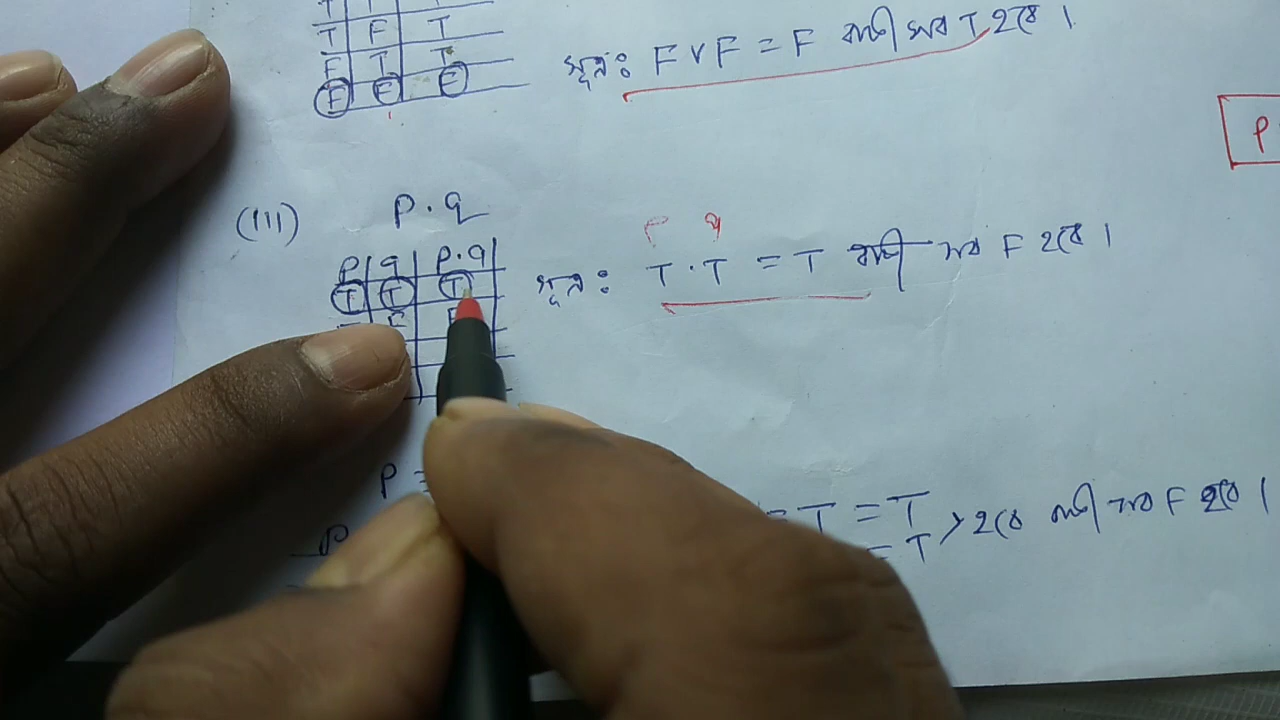 T F T
F T T
F F F
সূত্র: F ∨ F = F বাকী সব T হবে।
P
(III) P . q
P q P.q
T T T
F F
P q
সূত্র: T . T = T বাকী সব F হবে।
P =
= T = T
P = T > হবে বাকী সব F হবে।